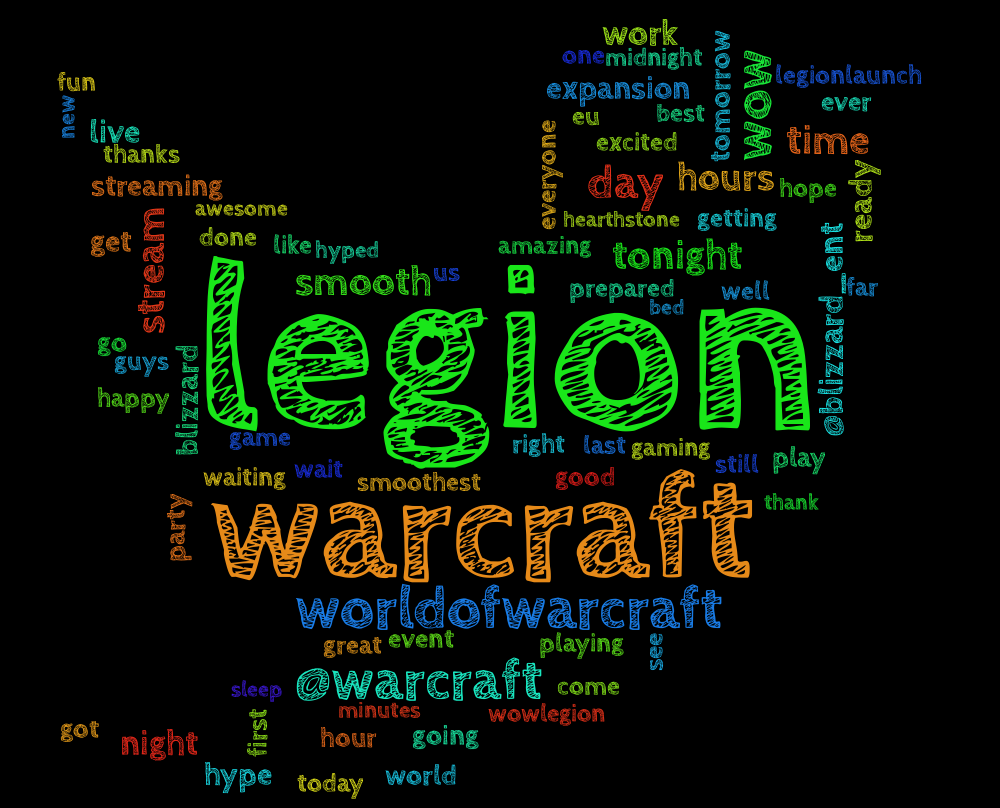 work
one
midnight
tomorrow
wow
legionlaunch
fun
new
expansion
ever
best
eu
live
thanks
everyone
excited
time
streaming
day
hours
hope
ready
awesome
hearthstone
getting
get
stream
done
like
hyped
amazing
tonight
@blizzard_ent
smooth
us
prepared
well
far
bed
legion
go
guys
blizzard
happy
game
right
last
gaming
still
play
waiting
wait
smoothest
good
thank
party
warcraft
worldofwarcraft
great
event
playing
see
@warcraft
come
sleep
minutes
wowlegion
got
night
first
hour
going
hype
today
world